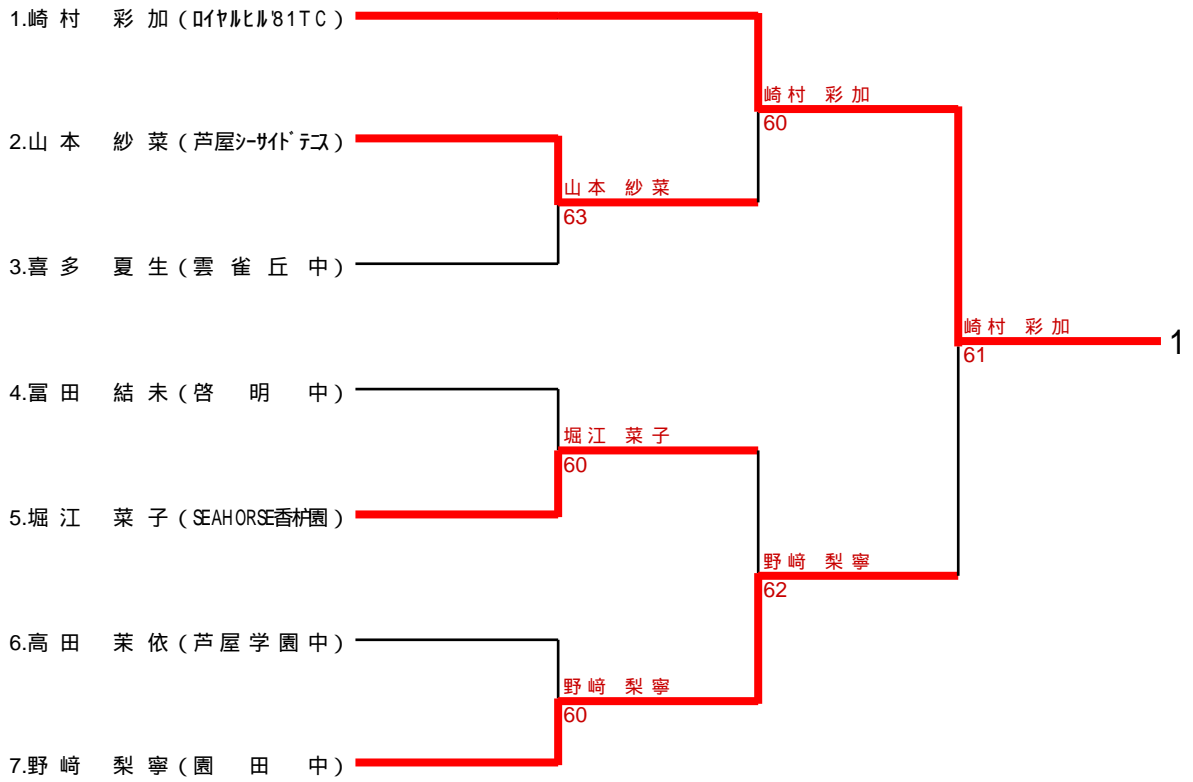 1.崎村 彩加(ロイヤルヒル'81TC)
崎村 彩加
60
2.山本 紗菜(芦屋シーサイドテニス)
山本 紗菜
63
3.喜多 夏生(雲雀丘中)
崎村 彩加
1
61
4.冨田 結未(啓明中)
堀江 菜子
60
5.堀江 菜子(SEAHORSE香枦園)
野﨑 梨寧
62
6.高田 茉依(芦屋学園中)
野﨑 梨寧
60
7.野﨑 梨寧(園田中)